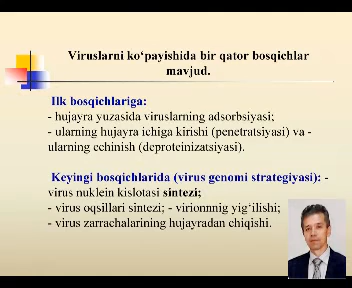 Viruslarni ko‘payishida bir qator bosqichlar
mavjud.
Ilk bosqichlariga:
- hujayra yuzasida viruslarning adsorbsiyasi;
- ularning hujayra ichiga kirishi (penetratsiyasi) va -
ularning echinish (deproteinizatsiyasi).
Keyingi bosqichlarida (virus genomi strategiyasi): -
virus nuklein kislotasi sintezi;
- virus oqsillari sintezi; - virionnnig yig‘ilishi;
- virus zarrachalarining hujayradan chiqishi.